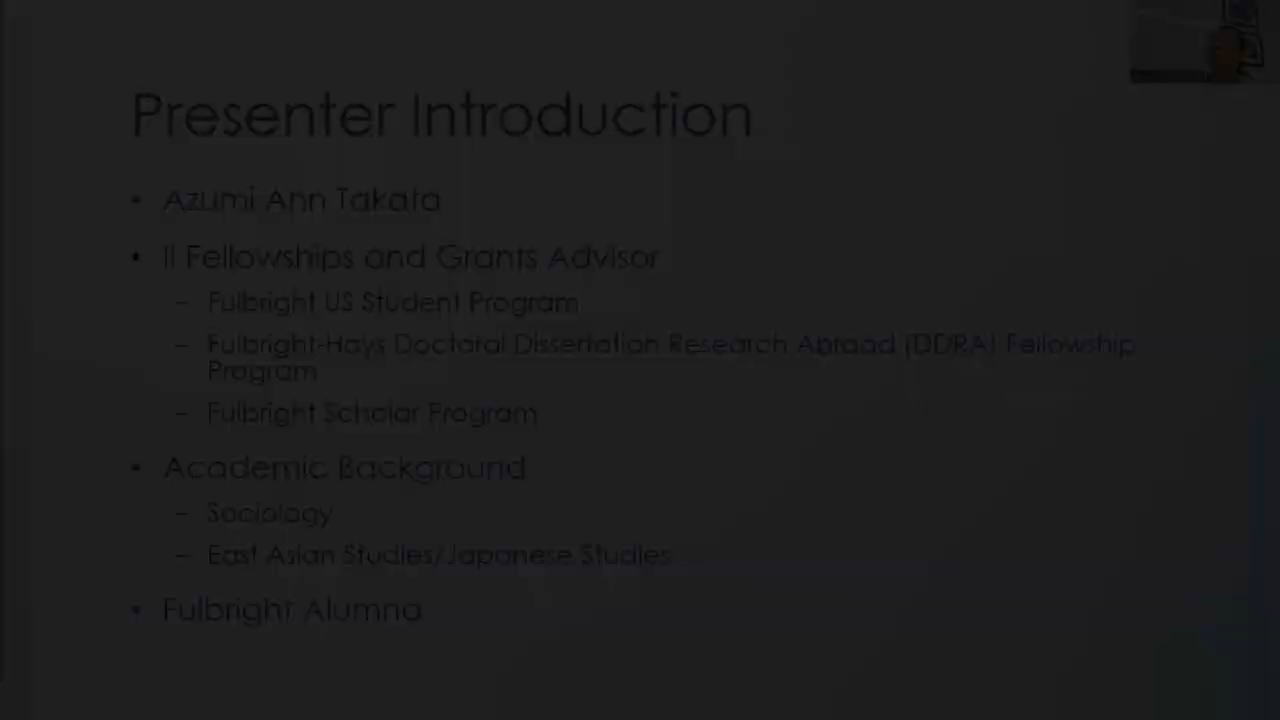 Presenter Introduction
• Azumi Ann Takata
• II Fellowships and Grants Advisor
– Fulbright US Student Program
– Fulbright-Hays Doctoral Dissertation Research Abroad (DDRA) Fellowship
Program
– Fulbright Scholar Program
• Academic Background
– Sociology
– East Asian Studies/Japanese Studies
• Fulbright Alumna